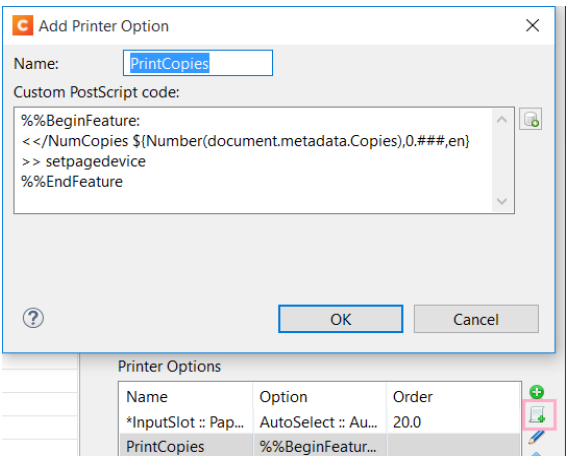 C Add Printer Option
Name: PrintCopies
Custom PostScript code:
%%BeginFeature:
<</NumCopies ${Number(document.metadata.Copies),0.###,en}
>> setpagedevice
%%EndFeature
? OK Cancel
Printer Options
Name Option Order
*InputSlot :: Pap... AutoSelect :: Au... 20.0
PrintCopies %%BeginFeatur...